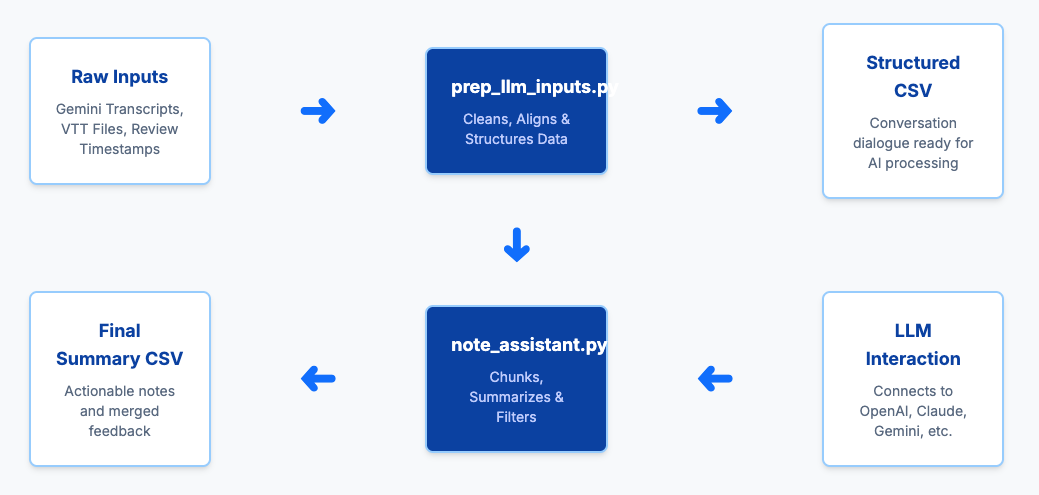 Raw Inputs
Gemini Transcripts,
VTT Files, Review
Timestamps
prep_llm_inputs.py
Cleans, Aligns &
Structures Data
Structured
CSV
Conversation
dialogue ready for
AI processing
Final
Summary CSV
Actionable notes
and merged
feedback
note_assistant.py
Chunks,
Summarizes &
Filters
LLM
Interaction
Connects to
OpenAI, Claude,
Gemini, etc.